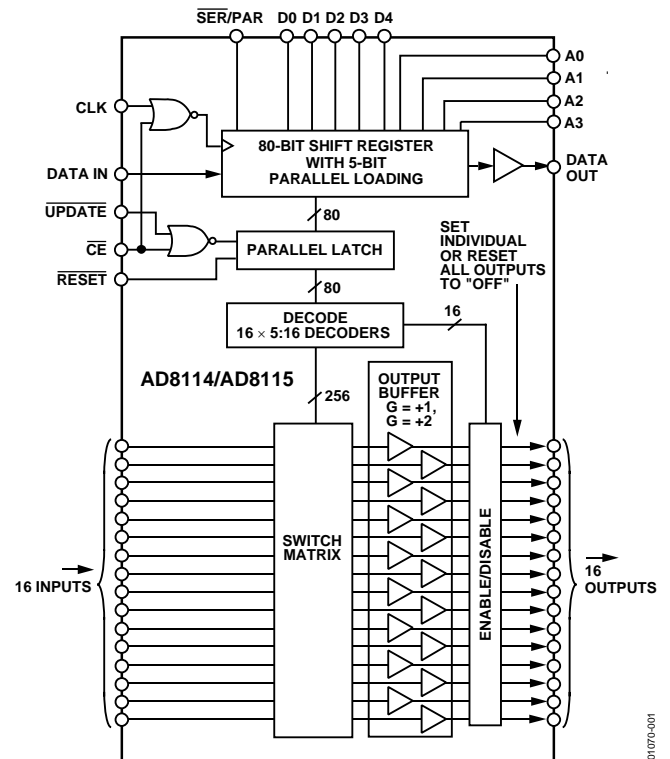 SER/PAR D0 D1 D2 D3 D4
A0
A1
A2
A3
CLK
80-BIT SHIFT REGISTER
WITH 5-BIT
PARALLEL LOADING
DATA IN
DATA
OUT
UPDATE
80
CE
PARALLEL LATCH
SET
INDIVIDUAL
OR RESET
ALL OUTPUTS
TO "OFF"
RESET
80
DECODE
16 × 5:16 DECODERS
16
AD8114/AD8115
256
OUTPUT
BUFFER
G = +1,
G = +2
SWITCH
MATRIX
ENABLE/DISABLE
16 INPUTS
16
OUTPUTS
01070-001